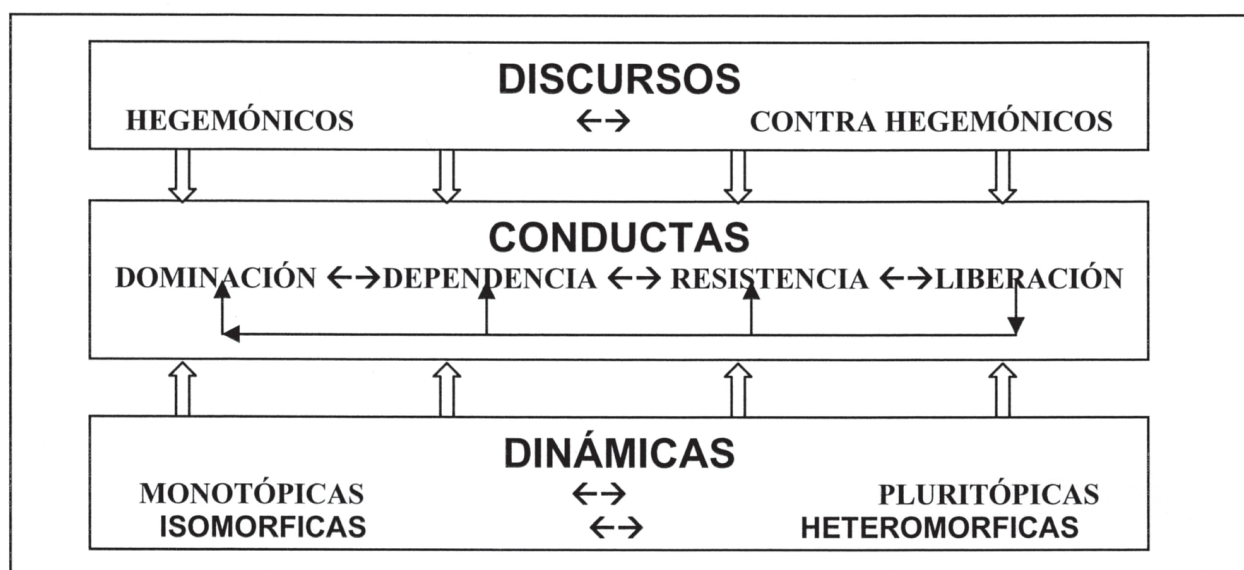 DISCURSOS
HEGEMÓNICOS ←→ CONTRA HEGEMÓNICOS
CONDUCTAS
DOMINACIÓN ←→ DEPENDENCIA ←→ RESISTENCIA ←→ LIBERACIÓN
DINÁMICAS
MONOTÓPICAS ←→ PLURITÓPICAS
ISOMORFICAS ←→ HETEROMORFICAS